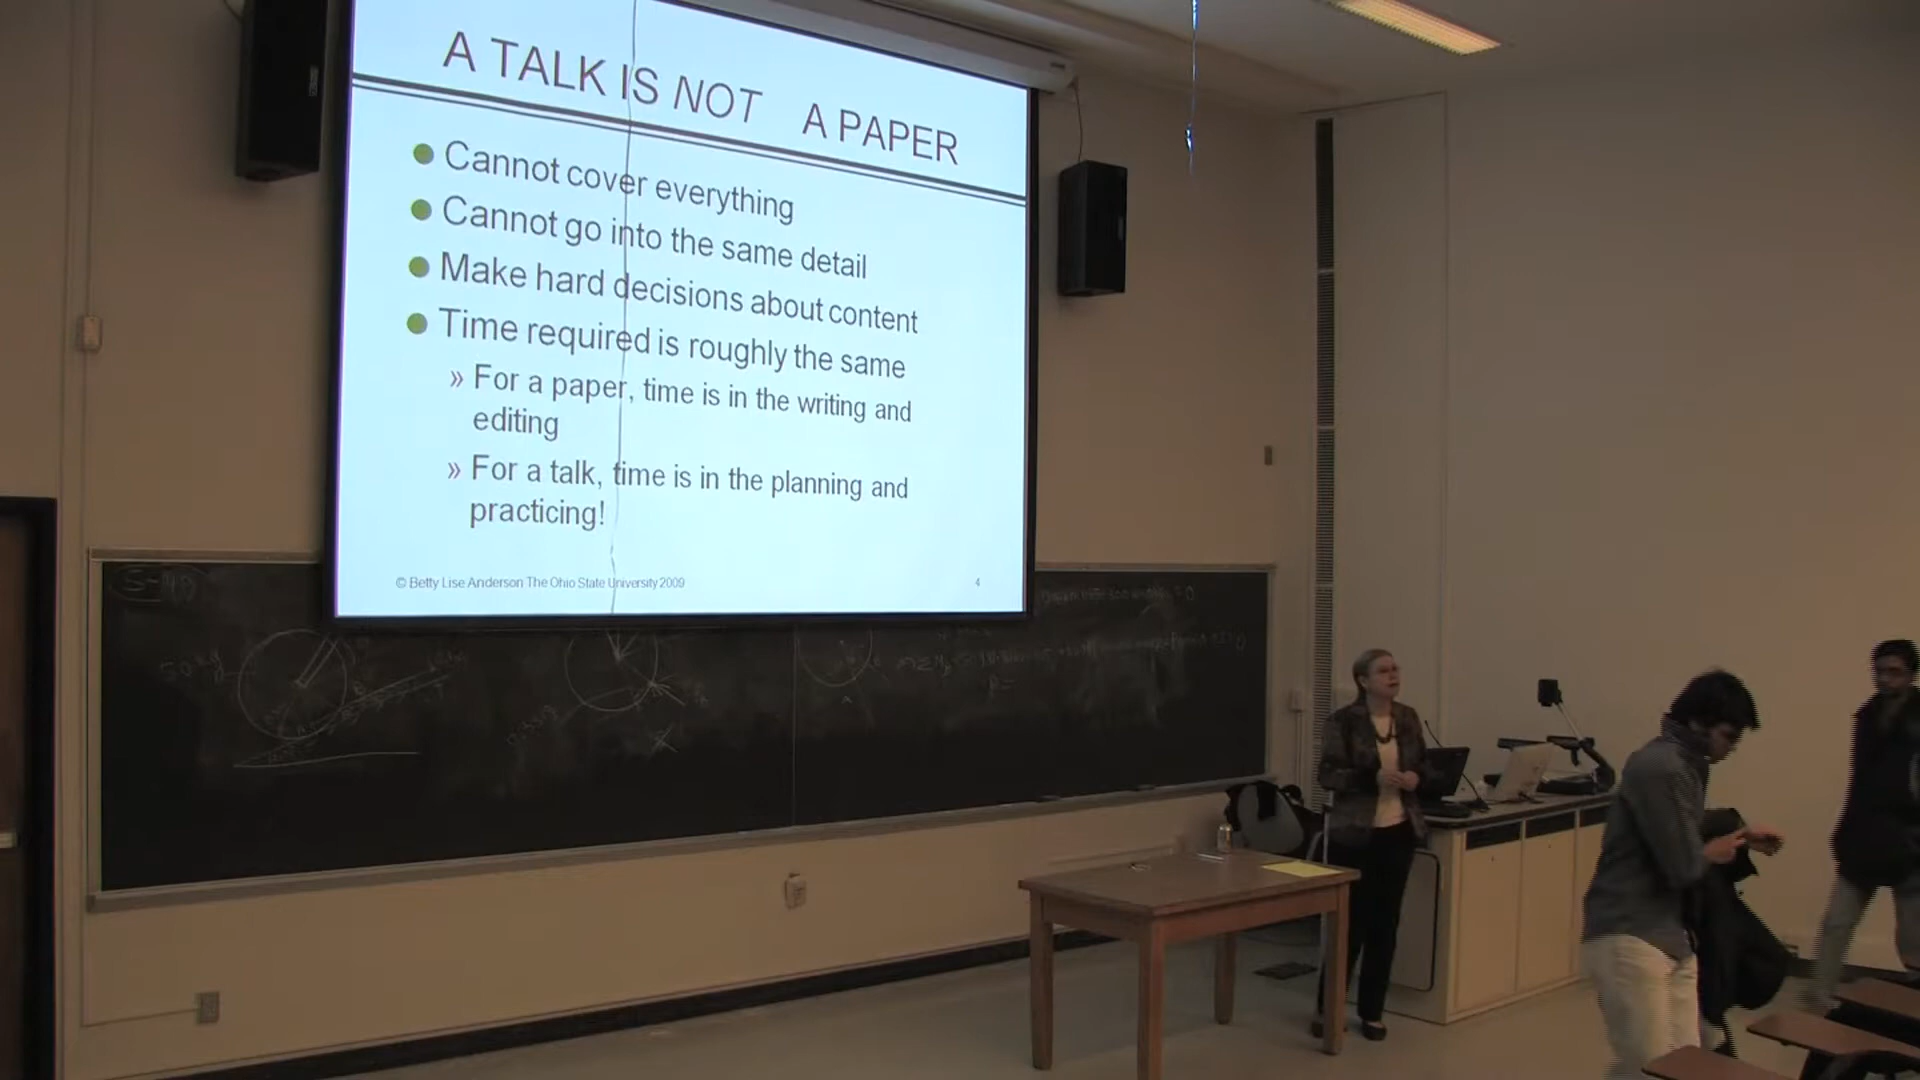 A TALK IS NOT A PAPER
Cannot cover everything
Cannot go into the same detail
Make hard decisions about content
Time required is roughly the same
» For a paper, time is in the writing and
editing
» For a talk, time is in the planning and
practicing!
© Betty Lise Anderson The Ohio State University 2009
4